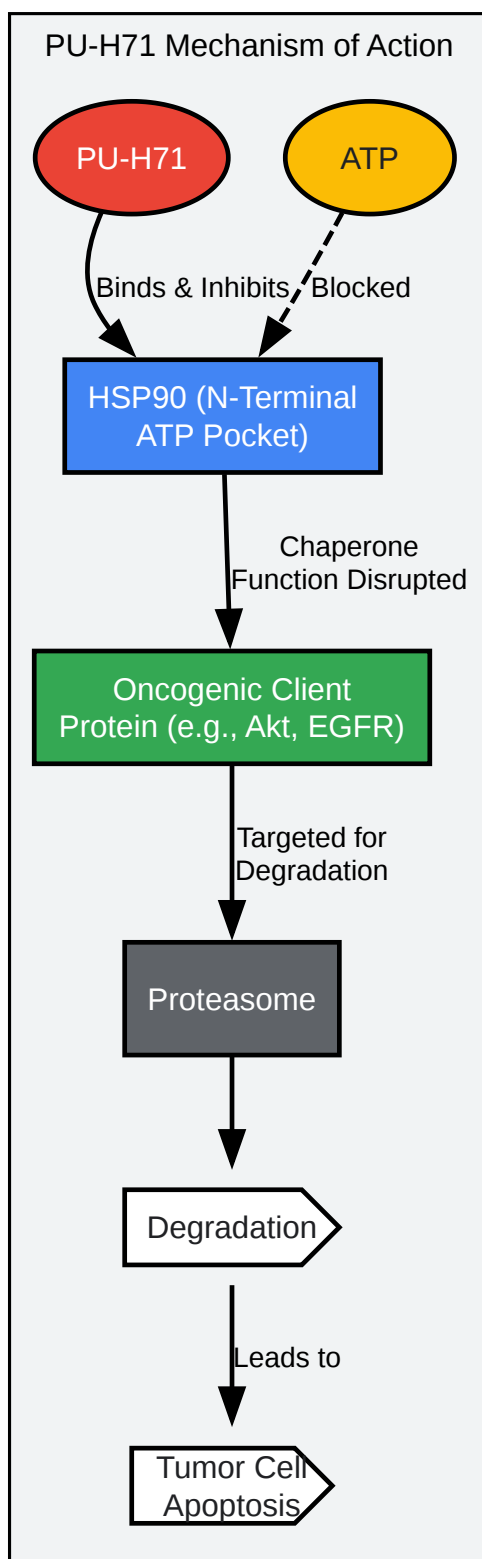 PU-H71 Mechanism of Action
PU-H71
ATP
Binds & Inhibits
Blocked
HSP90 (N-Terminal
ATP Pocket)
Chaperone
Function Disrupted
Oncogenic Client
Protein (e.g., Akt, EGFR)
Targeted for
Degradation
Proteasome
Degradation
Leads to
Tumor Cell
Apoptosis